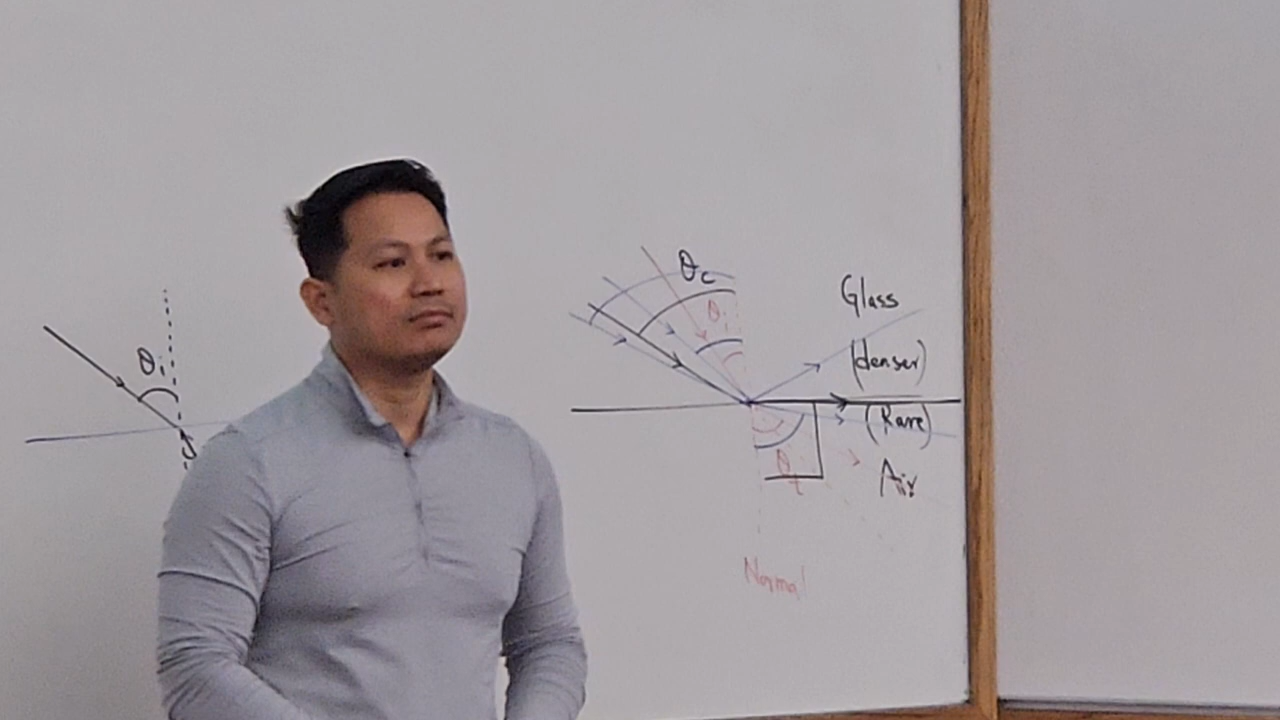 θi
θc
θi
Glass
(denser)
(Rare)
Air
θt
Normal